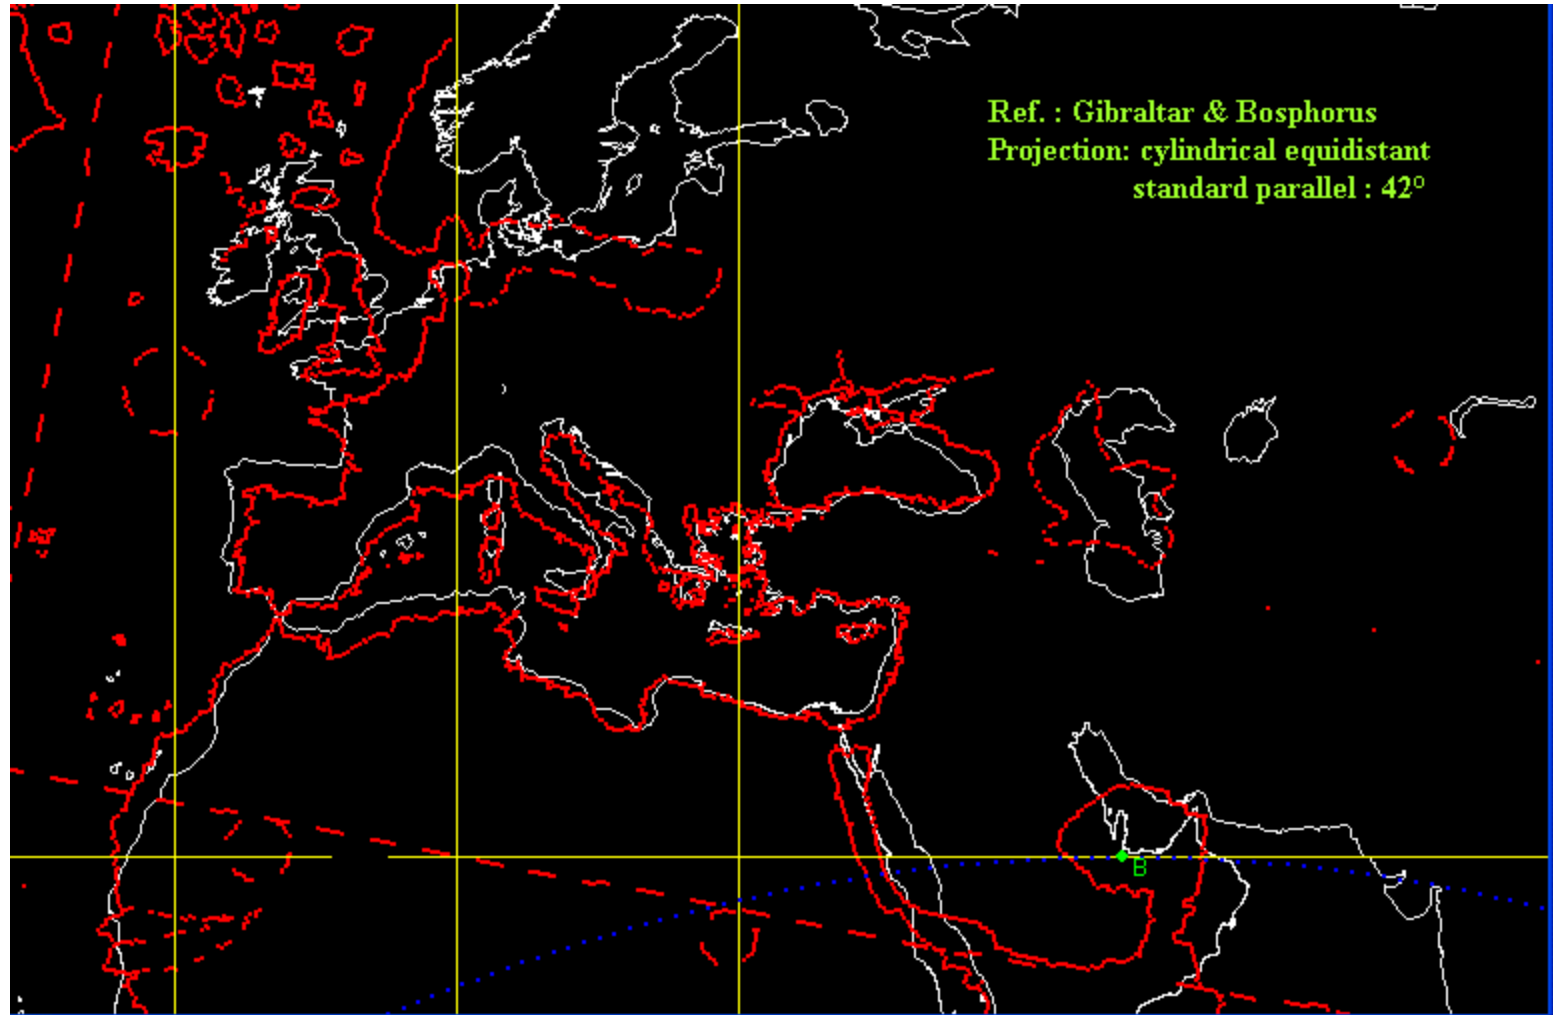 Ref. : Gibraltar & Bosphorus
Projection: cylindrical equidistant
standard parallel : 42°
B